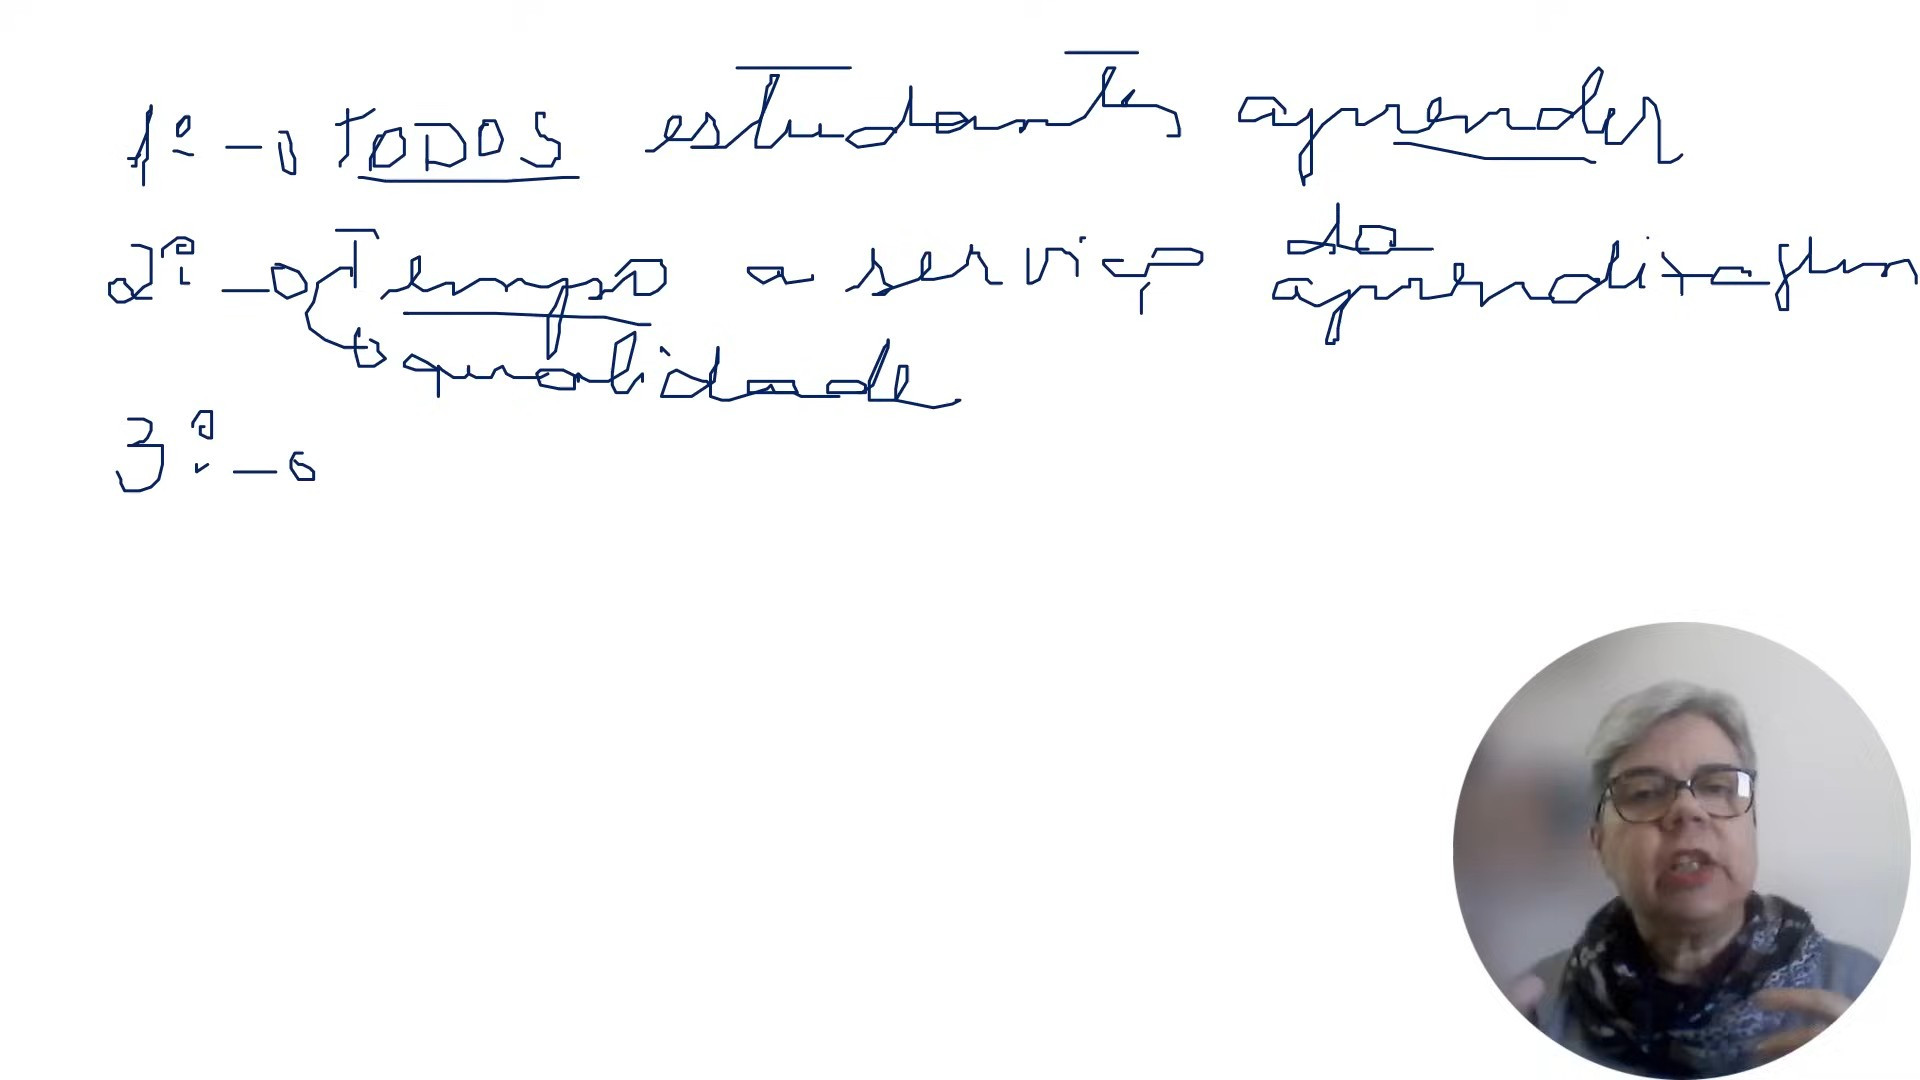 1º → TODOS estudantes aprender
2º → Tempo a serviço da aprendizagem
→ qualidade
3º →